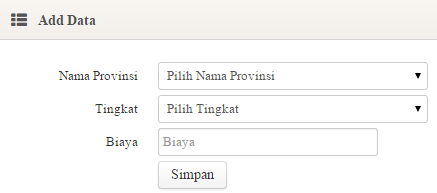 Add Data
Nama Provinsi Pilih Nama Provinsi
Tingkat Pilih Tingkat
Biaya Biaya
Simpan